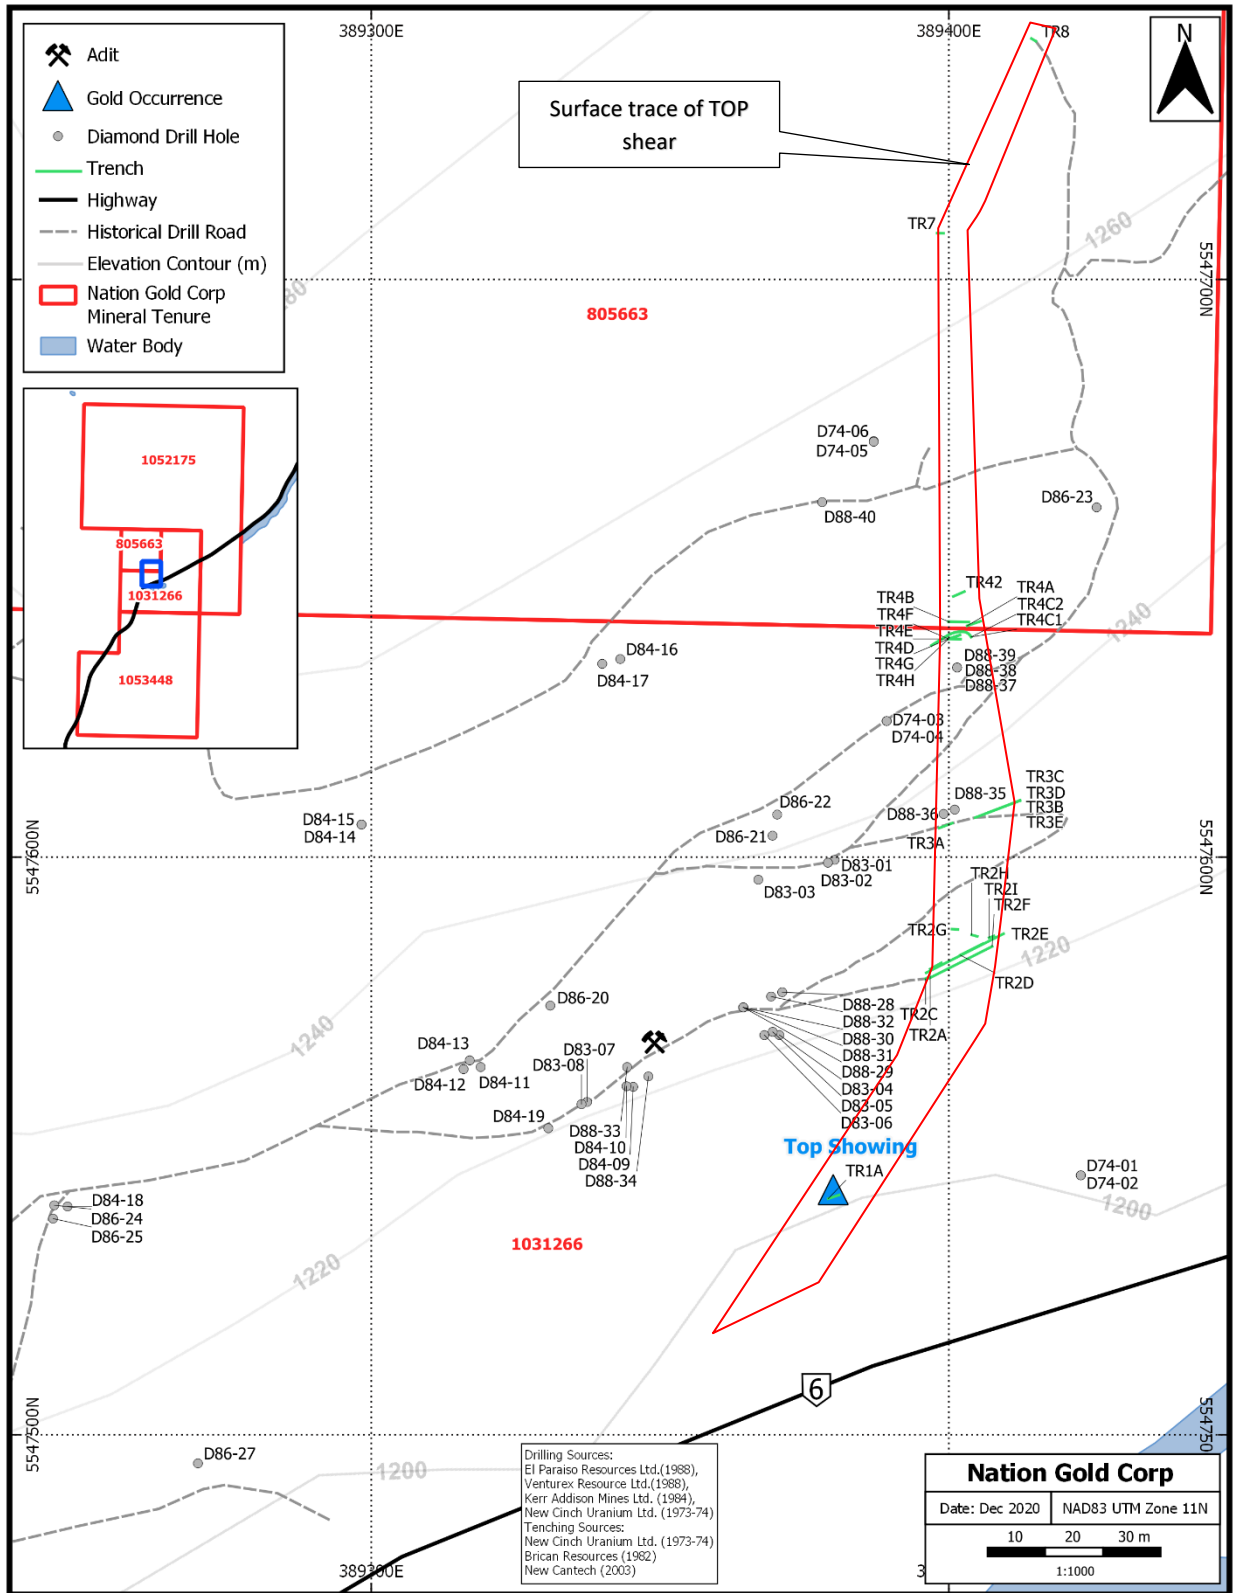 389300E
389400E
Adit
Gold Occurrence
Diamond Drill Hole
Trench
Highway
Historical Drill Road
Elevation Contour (m)
Nation Gold Corp
Mineral Tenure
Water Body
Surface trace of TOP
shear
N
TR8
TR7
1260
80
5547700N
805663
1052175
805663
1031266
1053448
D74-06
D74-05
D88-40
D86-23
TR42
TR4A
TR4C2
TR4C1
TR4B
TR4F
TR4E
TR4D
TR4G
TR4H
1240
D88-39
D88-38
D88-37
D84-16
D84-17
D74-03
D74-04
TR3C
TR3D
TR3B
TR3E
D88-35
D88-36
TR3A
D86-22
D86-21
D84-15
D84-14
D83-01
D83-02
D83-03
5547600N
5547600N
TR2H
TR2I
TR2F
TR2G
TR2E
1220
TR2D
TR2C
TR2A
D86-20
1240
D88-28
D88-32
D88-30
D88-31
D88-29
D83-04
D83-05
D83-06
D84-13
D84-12
D84-11
D83-07
D83-08
D84-19
D88-33
D84-10
D84-09
D88-34
Top Showing
TR1A
D74-01
D74-02
1200
D84-18
D86-24
D86-25
1031266
1220
6
5547500N
554750
D86-27
1200
Drilling Sources:
El Paraiso Resources Ltd.(1988),
Venturex Resource Ltd.(1988),
Kerr Addison Mines Ltd. (1984),
New Cinch Uranium Ltd. (1973-74)
Tenching Sources:
New Cinch Uranium Ltd. (1973-74)
Brican Resources (1982)
New Cantech (2003)
Nation Gold Corp
Date: Dec 2020
NAD83 UTM Zone 11N
10 20 30 m
1:1000
389300E
3